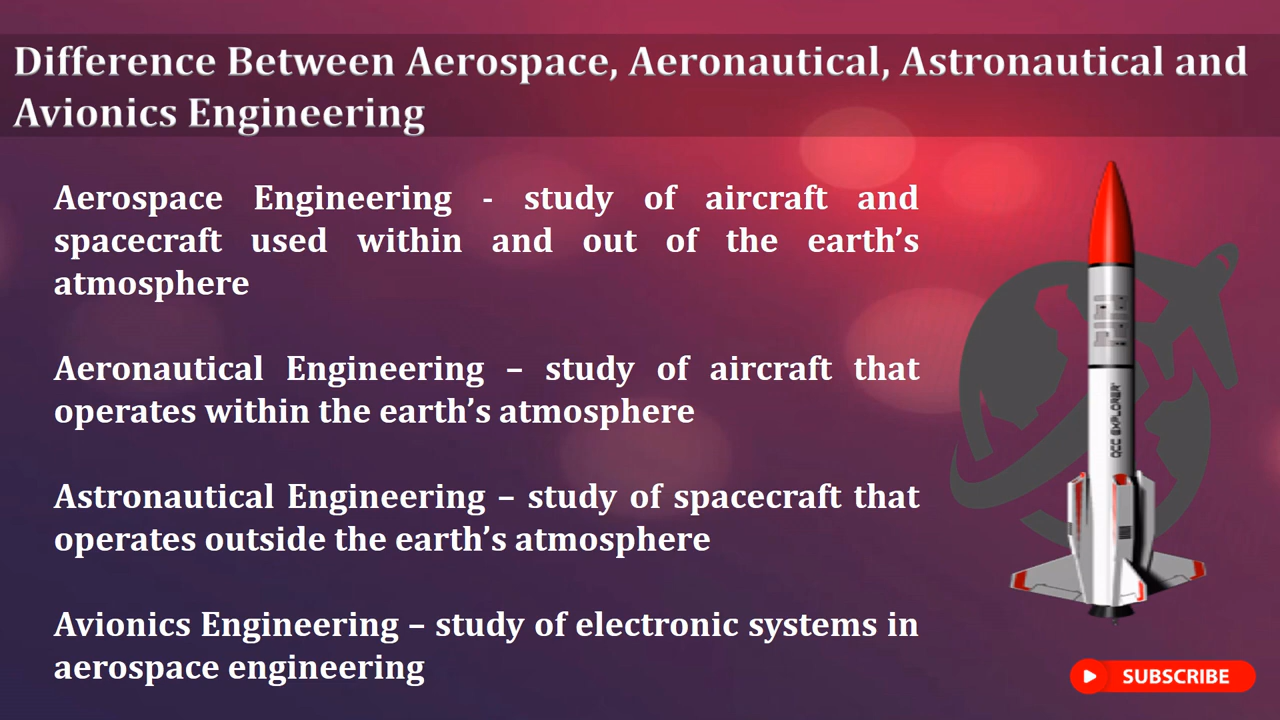 Difference Between Aerospace, Aeronautical, Astronautical and
Avionics Engineering
Aerospace Engineering - study of aircraft and
spacecraft used within and out of the earth’s
atmosphere
Aeronautical Engineering – study of aircraft that
operates within the earth’s atmosphere
Astronautical Engineering – study of spacecraft that
operates outside the earth’s atmosphere
Avionics Engineering – study of electronic systems in
aerospace engineering
QCC EXPLORER
SUBSCRIBE